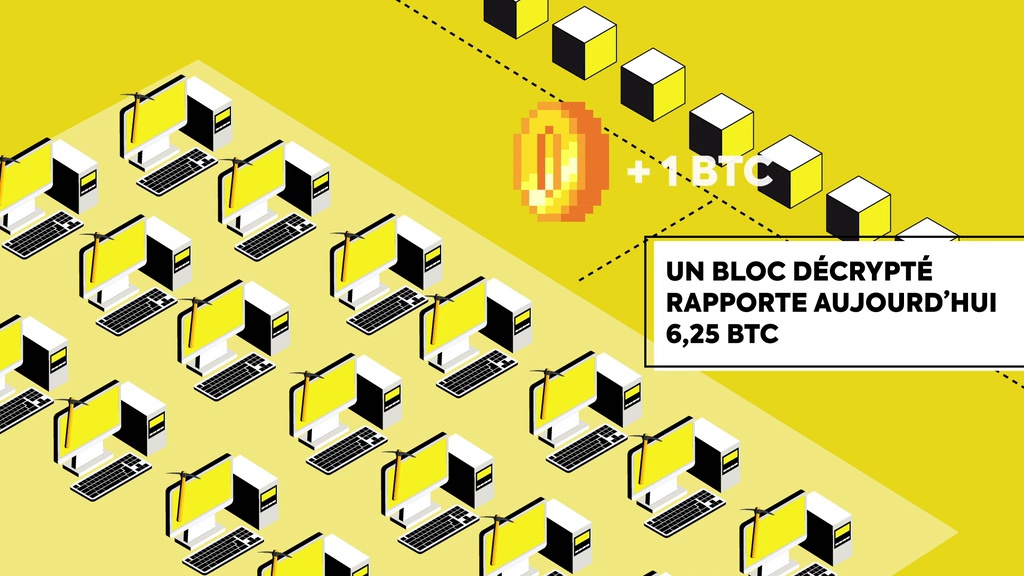 + 1 BTC
UN BLOC DÉCRYPTÉ
RAPPORTE AUJOURD'HUI
6,25 BTC